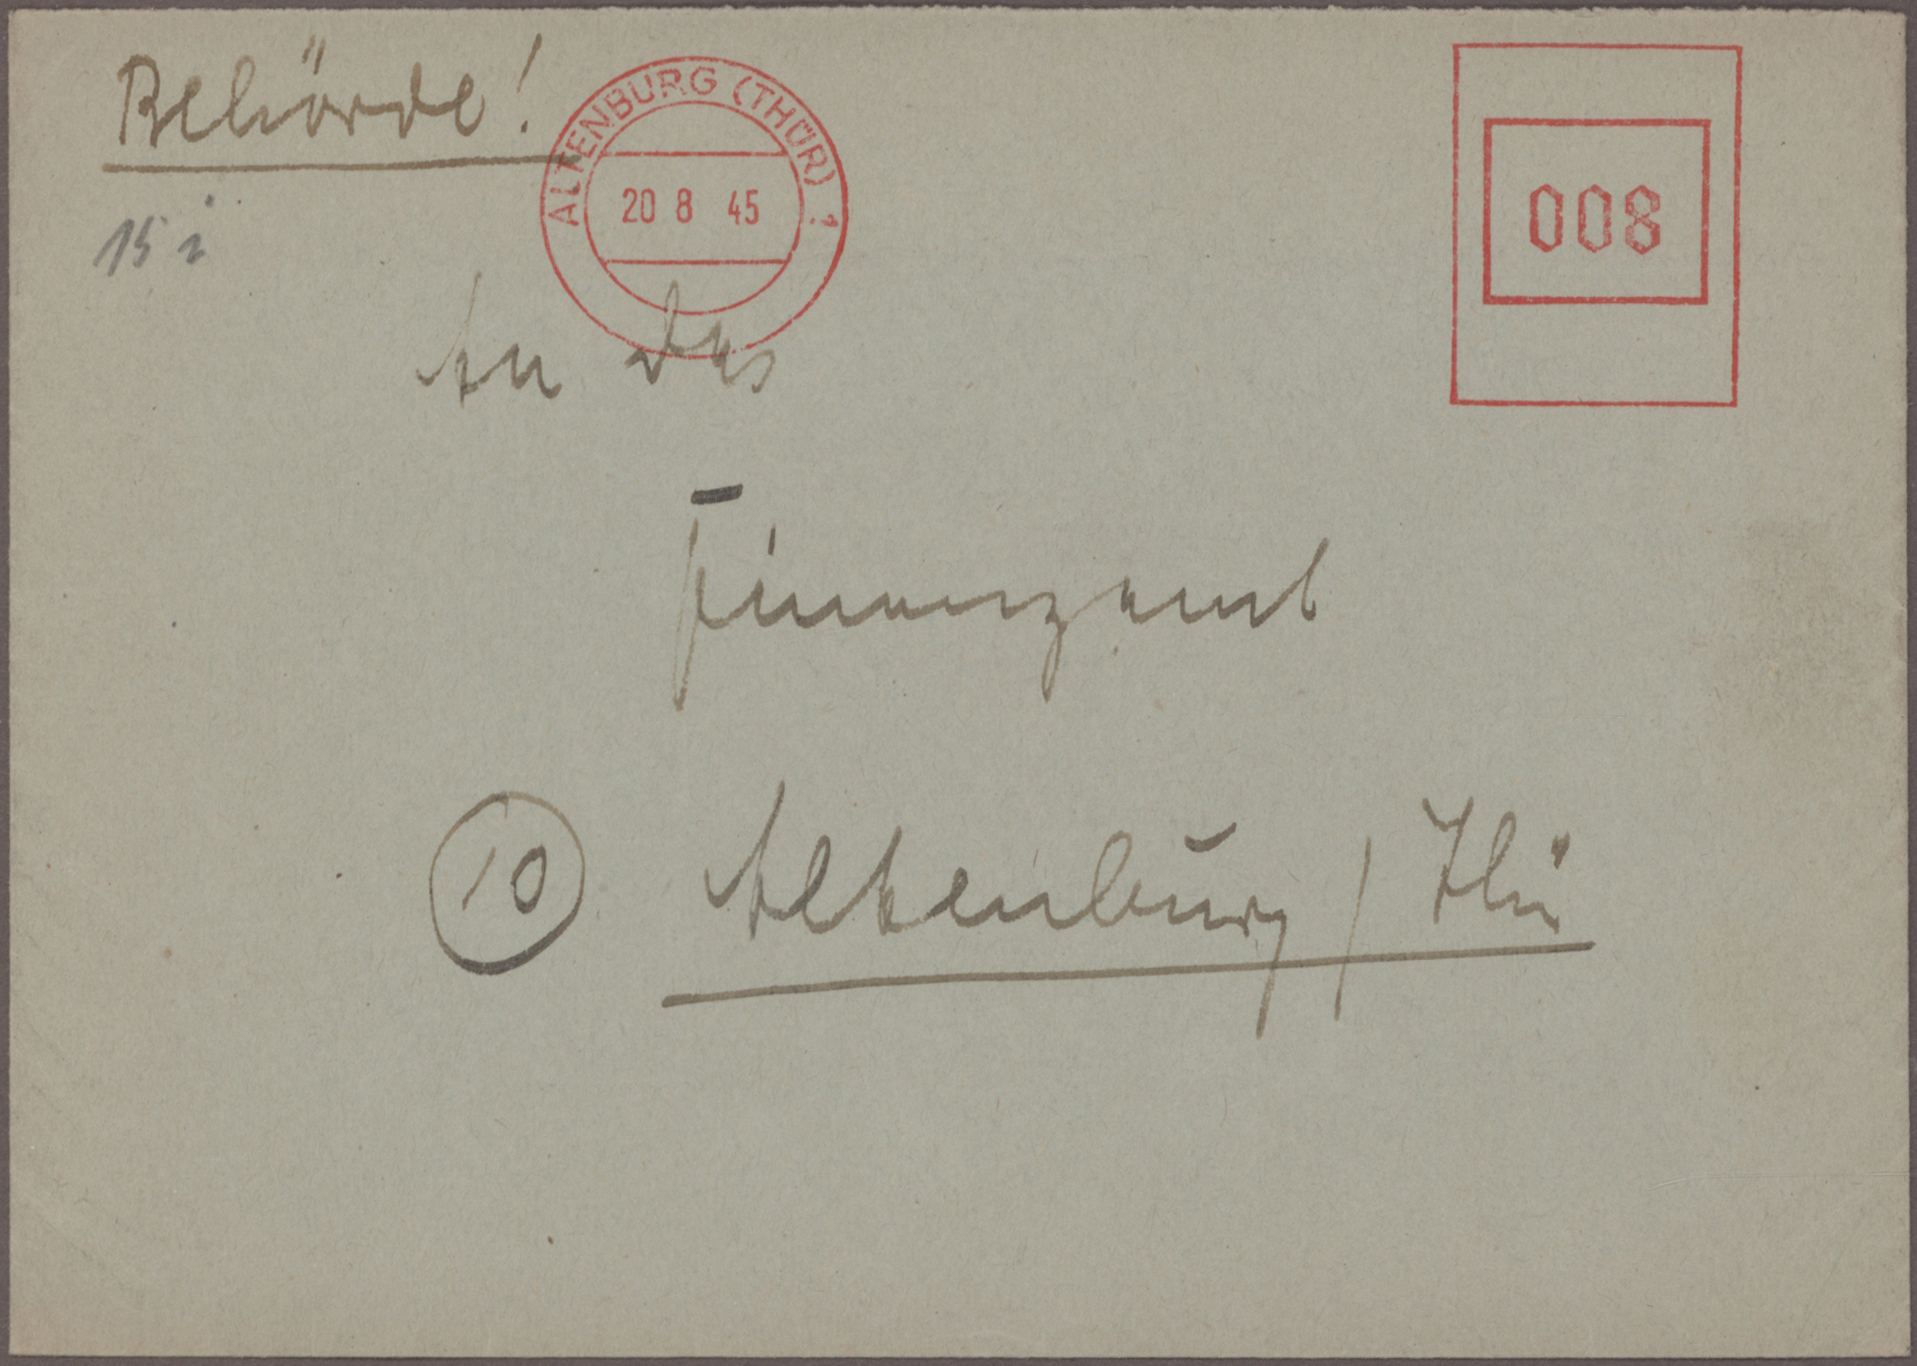 Behörde!
ALTENBURG (THÜR) 1
20 8 45
008
15 i
An das
Finanzamt
10 Altenburg / Thü